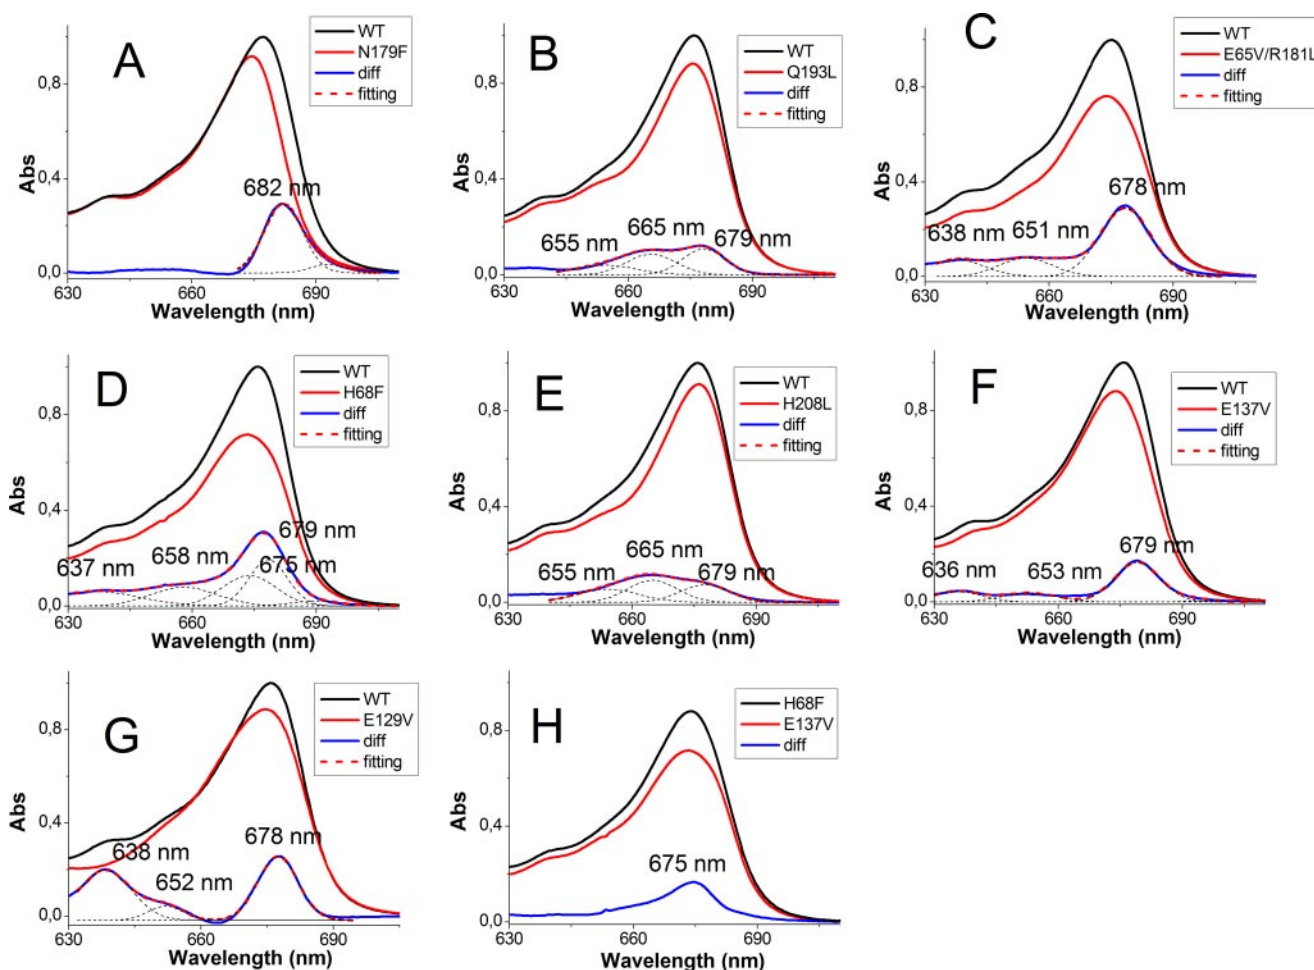 A
WT
N179F
diff
fitting
682 nm
0,8
0,4
0,0
Abs
630 660 690
Wavelength (nm)
B
WT
Q193L
diff
fitting
655 nm
665 nm
679 nm
0,8
0,4
0,0
Abs
630 660 690
Wavelength (nm)
C
WT
E65V/R181L
diff
fitting
638 nm
651 nm
678 nm
0,8
0,4
0,0
Abs
630 660 690
Wavelength (nm)
D
WT
H68F
diff
fitting
637 nm
658 nm
679 nm
675 nm
0,8
0,4
0,0
Abs
630 660 690
Wavelength (nm)
E
WT
H208L
diff
fitting
655 nm
665 nm
679 nm
0,8
0,4
0,0
Abs
630 660 690
Wavelength (nm)
F
WT
E137V
diff
fitting
636 nm
653 nm
679 nm
0,8
0,4
0,0
Abs
630 660 690
Wavelength (nm)
G
WT
E129V
diff
fitting
638 nm
652 nm
678 nm
0,8
0,4
0,0
Abs
630 660 690
Wavelength (nm)
H
H68F
E137V
diff
675 nm
0,8
0,4
0,0
Abs
630 660 690
Wavelength (nm)